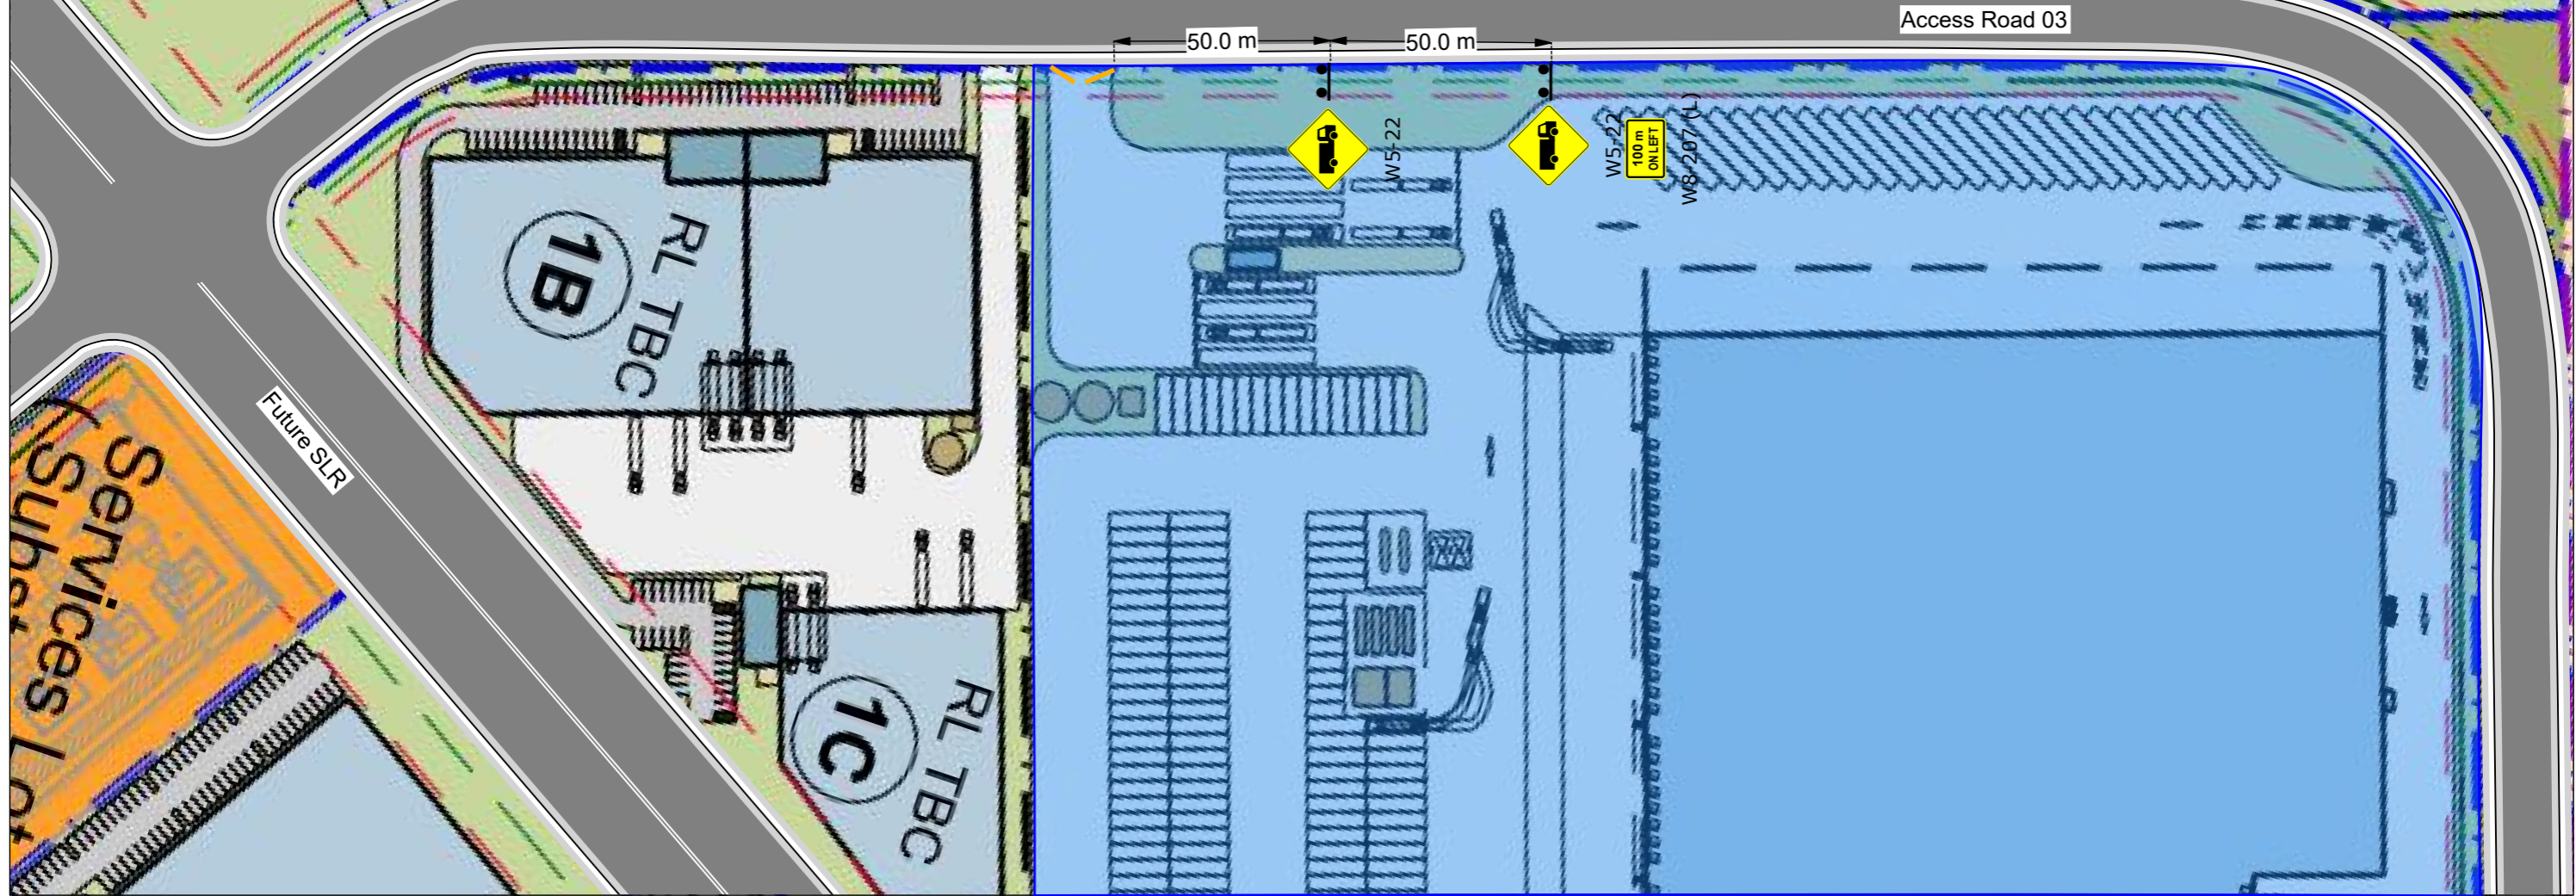 Access Road 03
50.0 m
50.0 m
W5-22
W5-22
100 m
ON LEFT
W8-207 (L)
1B
RL TBC
Future SLR
Services Lot
1C
RL TBC